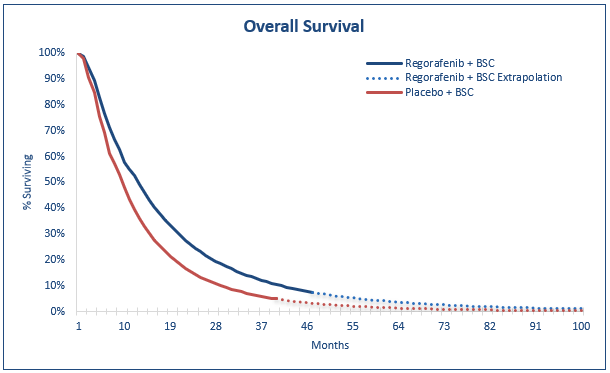 Overall Survival
Regorafenib + BSC
Regorafenib + BSC Extrapolation
Placebo + BSC
100%
90%
80%
70%
60%
50%
40%
30%
20%
10%
0%
% Surviving
1 10 19 28 37 46 55 64 73 82 91 100
Months